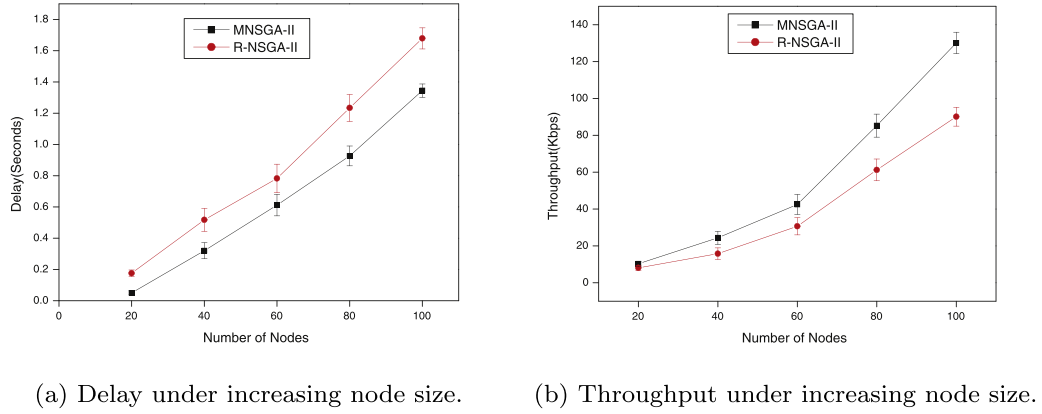 MNSGA-II
R-NSGA-II
1.8
1.6
1.4
1.2
1.0
0.8
0.6
0.4
0.2
0.0
Delay(Seconds)
0
20
40
60
80
100
Number of Nodes
(a) Delay under increasing node size.
MNSGA-II
R-NSGA-II
140
120
100
80
60
40
20
0
Throughput(Kbps)
20
40
60
80
100
Number of Nodes
(b) Throughput under increasing node size.